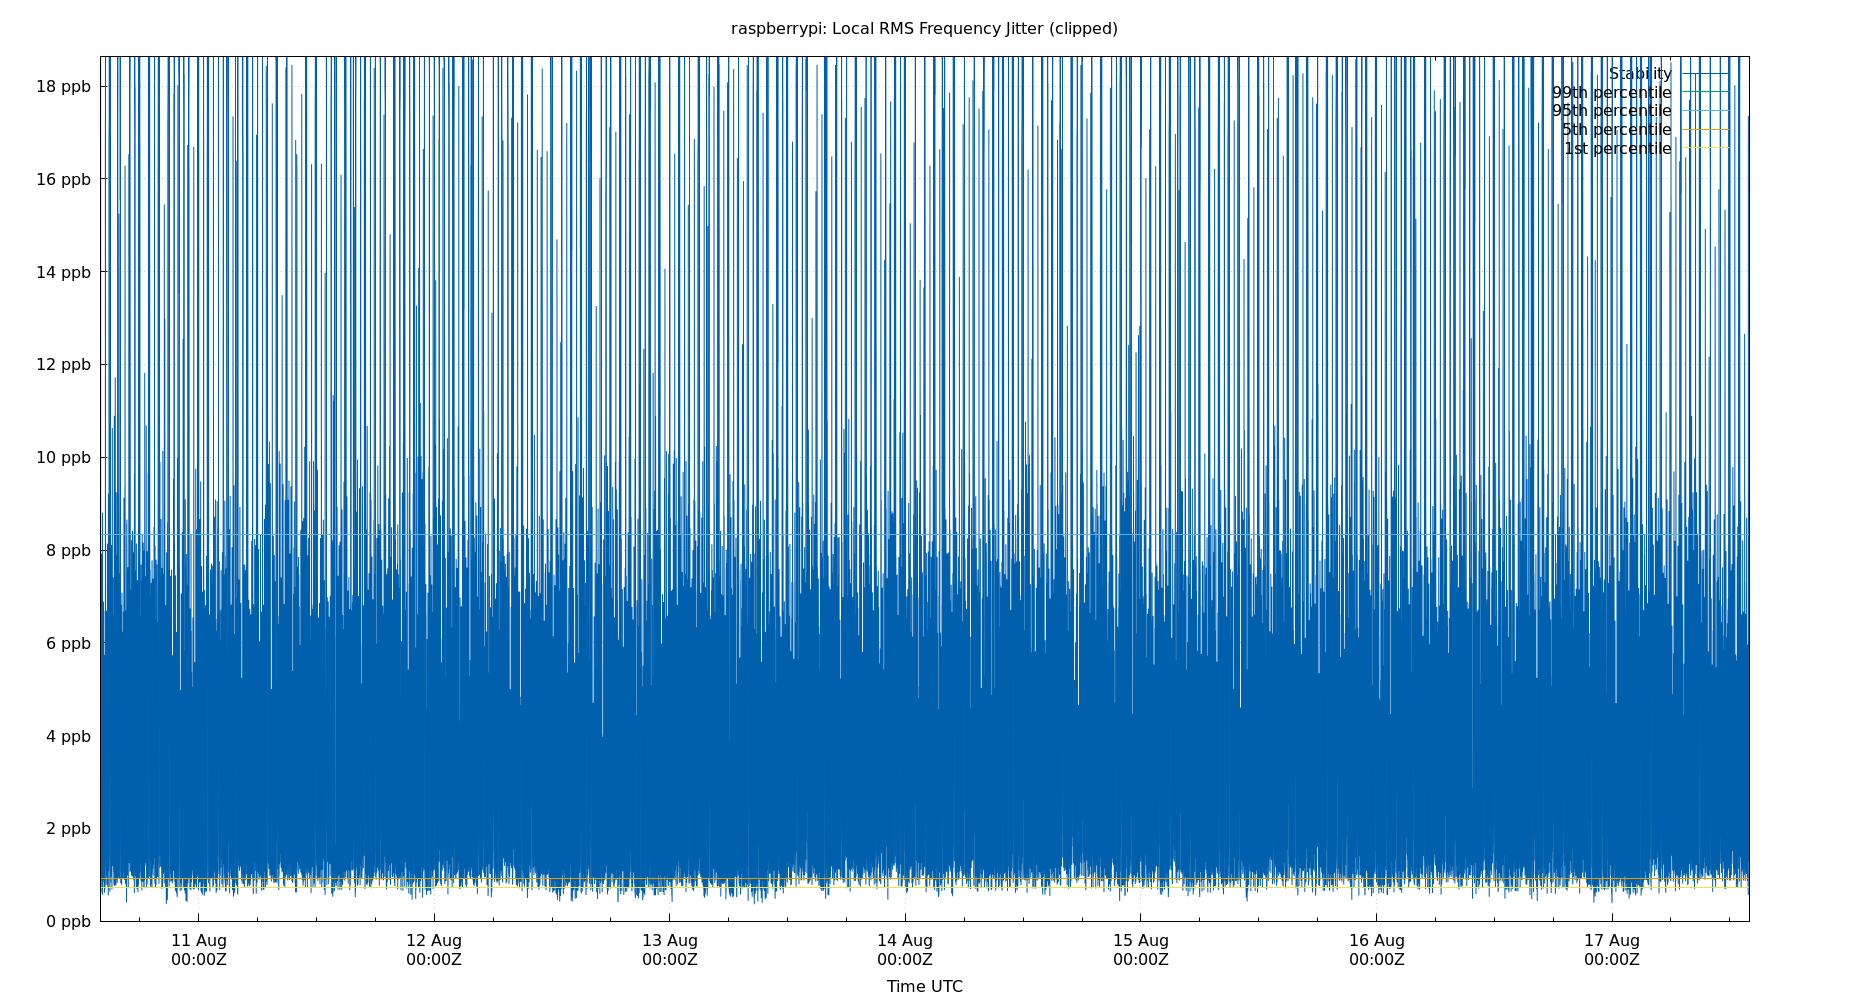 raspberrypi: Local RMS Frequency Jitter (clipped)
18 ppb
16 ppb
14 ppb
12 ppb
10 ppb
8 ppb
6 ppb
4 ppb
2 ppb
0 ppb
Stability
99th percentile
95th percentile
5th percentile
1st percentile
11 Aug 12 Aug 13 Aug 14 Aug 15 Aug 16 Aug 17 Aug
00:00Z 00:00Z 00:00Z 00:00Z 00:00Z 00:00Z 00:00Z
Time UTC